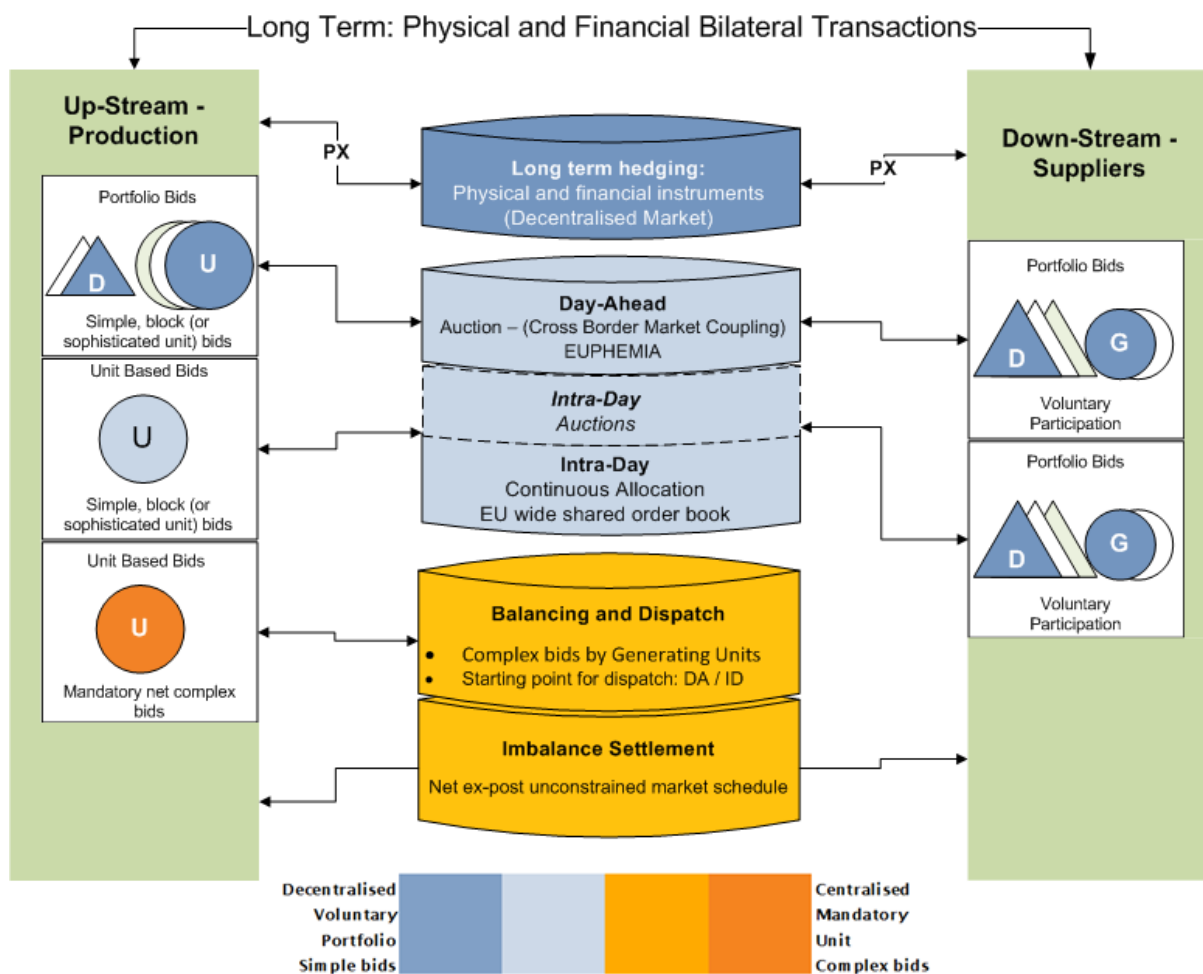 Long Term: Physical and Financial Bilateral Transactions
Up-Stream -
Production
PX
Portfolio Bids
D
U
Simple, block (or
sophisticated unit) bids
Unit Based Bids
U
Simple, block (or
sophisticated unit) bids
Unit Based Bids
U
Mandatory net complex
bids
Long term hedging:
Physical and financial instruments
(Decentralised Market)
Day-Ahead
Auction – (Cross Border Market Coupling)
EUPHEMIA
Intra-Day
Auctions
Intra-Day
Continuous Allocation
EU wide shared order book
Balancing and Dispatch
• Complex bids by Generating Units
• Starting point for dispatch: DA / ID
Imbalance Settlement
Net ex-post unconstrained market schedule
PX
Down-Stream -
Suppliers
Portfolio Bids
D
G
Voluntary
Participation
Portfolio Bids
D
G
Voluntary
Participation
Decentralised
Voluntary
Portfolio
Simple bids
Centralised
Mandatory
Unit
Complex bids